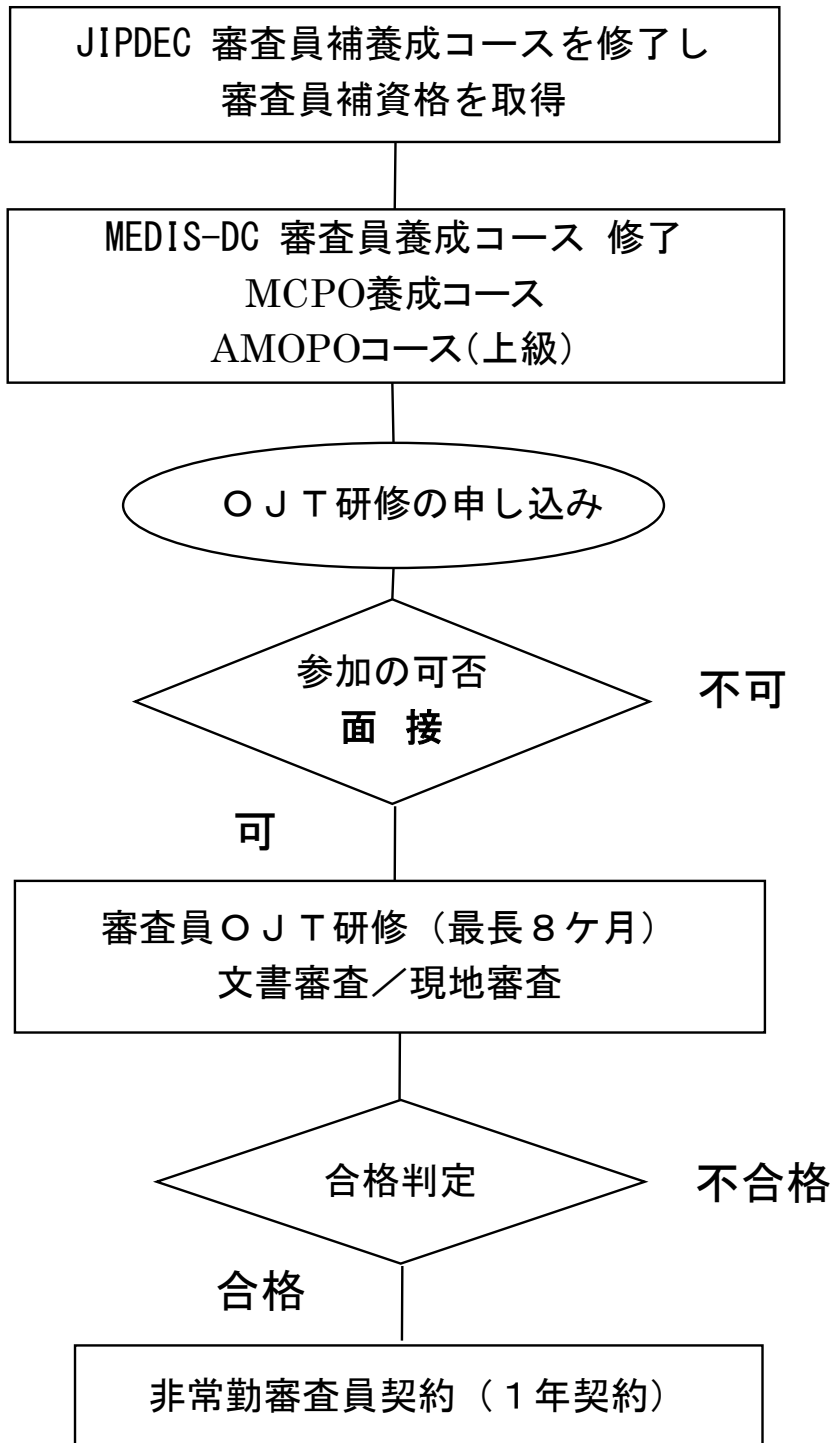 JIPDEC 審査員補養成コースを修了し
審査員補資格を取得
MEDIS-DC 審査員養成コース 修了
MCPO養成コース
AMOPOコース(上級)
ＯＪＴ研修の申し込み
参加の可否
面 接
不可
可
審査員ＯＪＴ研修（最長８ケ月）
文書審査／現地審査
合格判定
不合格
合格
非常勤審査員契約（１年契約）